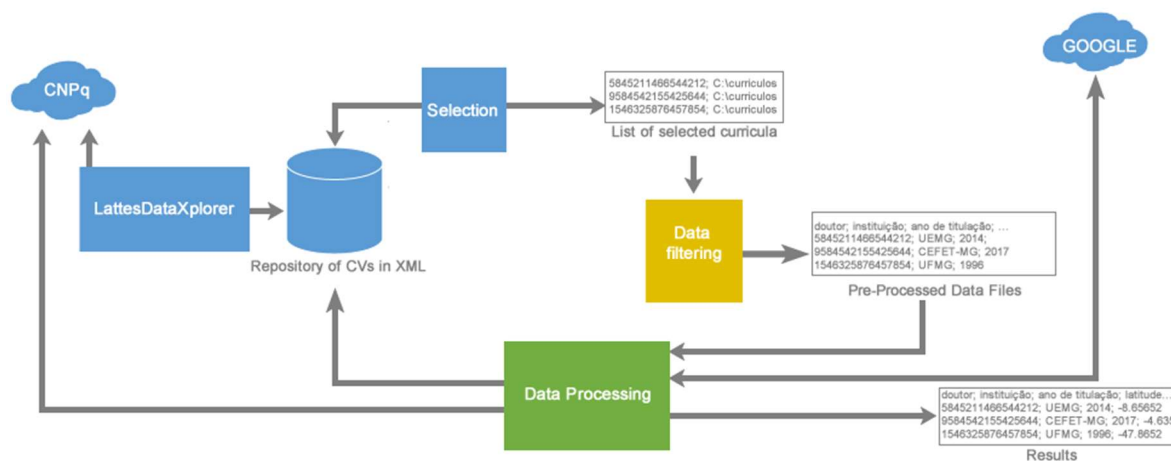 CNPq
GOOGLE
Selection
5845211466544212; C:\curriculos
9584542155425644; C:\curriculos
1546325876457854; C:\curriculos
List of selected curricula
LattesDataXplorer
Repository of CVs in XML
Data
filtering
doutor; instituição; ano de titulação; ...
5845211466544212; UEMG; 2014;
9584542155425644; CEFET-MG; 2017
1546325876457854; UFMG; 1996
Pre-Processed Data Files
Data Processing
doutor; instituição; ano de titulação; latitude...
5845211466544212; UEMG; 2014; -8.65652
9584542155425644; CEFET-MG; 2017; -4.635
1546325876457854; UFMG; 1996; -47.8652
Results